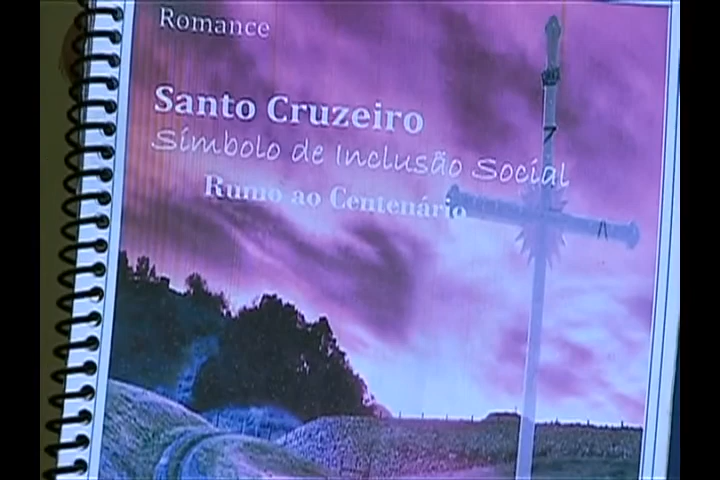 Romance
Santo Cruzeiro
Símbolo de Inclusão Social
Rumo ao Centenário